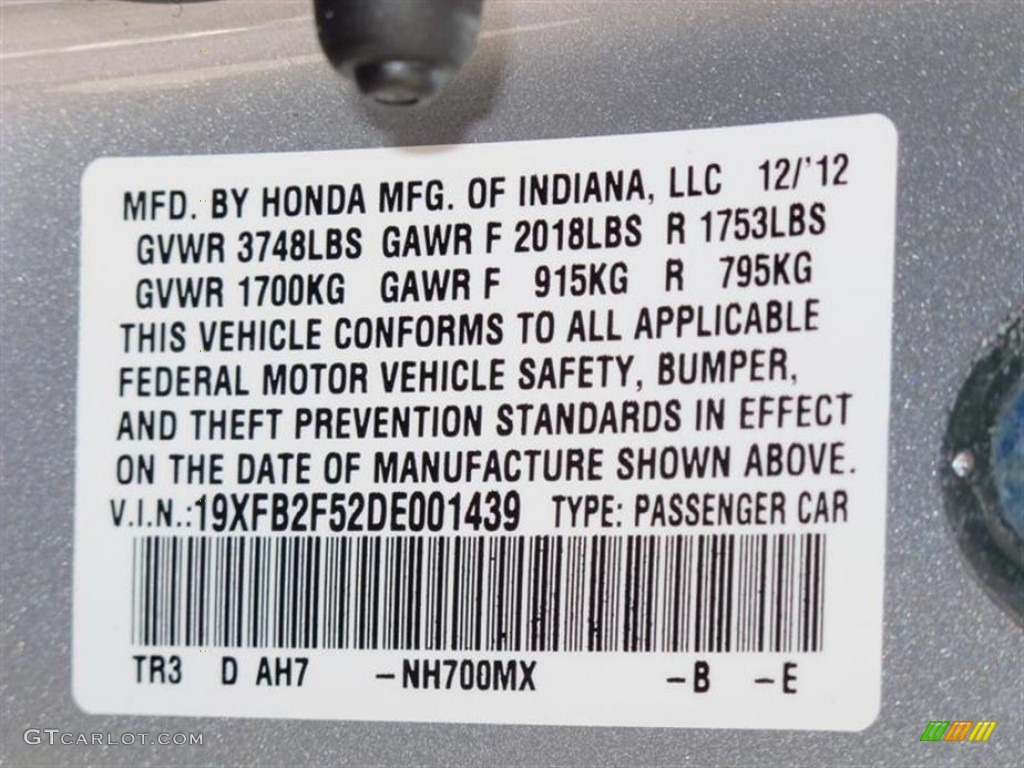 MFD. BY HONDA MFG. OF INDIANA, LLC 12/'12
GVWR 3748LBS GAWR F 2018LBS R 1753LBS
GVWR 1700KG GAWR F 915KG R 795KG
THIS VEHICLE CONFORMS TO ALL APPLICABLE
FEDERAL MOTOR VEHICLE SAFETY, BUMPER,
AND THEFT PREVENTION STANDARDS IN EFFECT
ON THE DATE OF MANUFACTURE SHOWN ABOVE.
V.I.N.:19XFB2F52DE001439 TYPE: PASSENGER CAR
TR3 D AH7 -NH700MX -B -E
GTCARLOT.COM